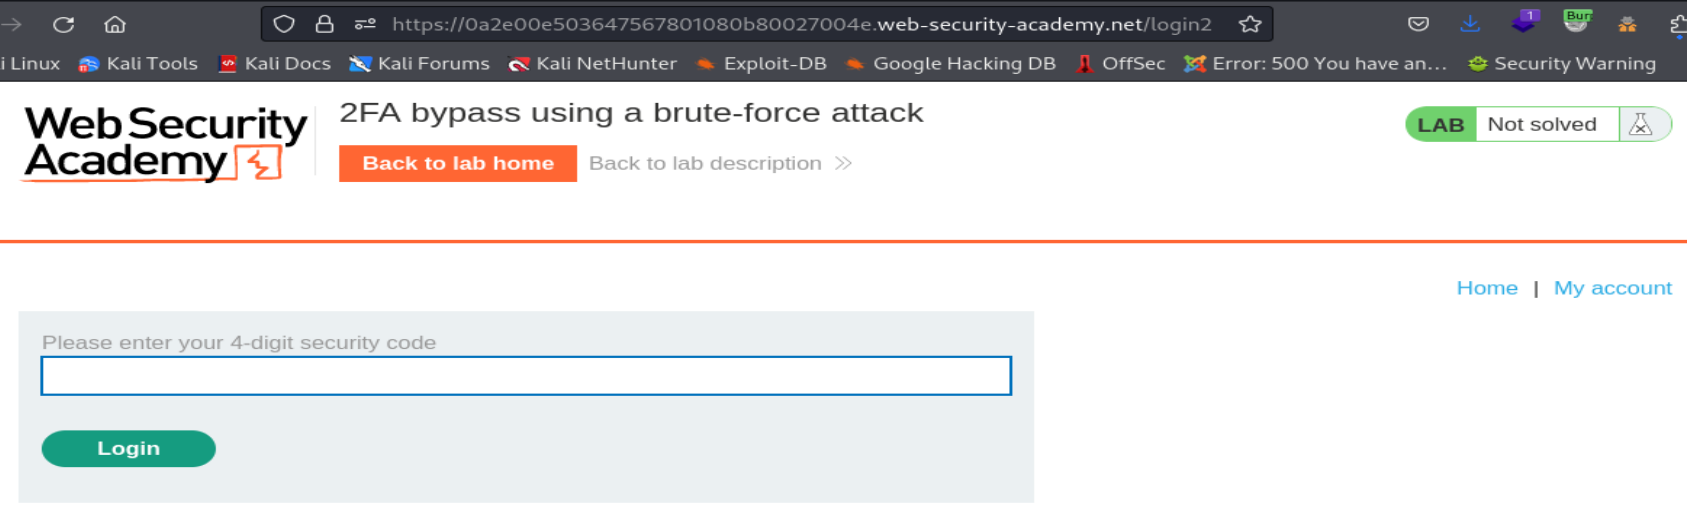 https://0a2e00e503647567801080b80027004e.web-security-academy.net/login2
1
Bur
i Linux Kali Tools Kali Docs Kali Forums Kali NetHunter Exploit-DB Google Hacking DB OffSec Error: 500 You have an... Security Warning
Web Security
Academy
2FA bypass using a brute-force attack
Back to lab home Back to lab description
LAB Not solved
Home | My account
Please enter your 4-digit security code
Login